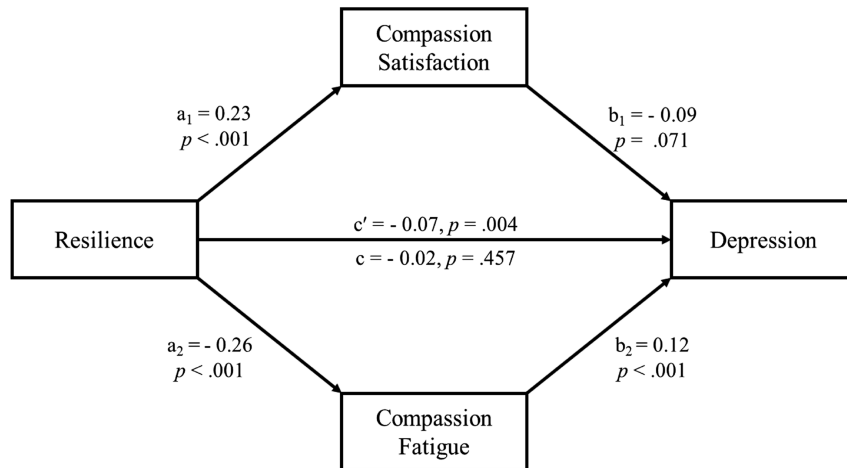 Compassion
Satisfaction
a₁ = 0.23
p < .001
b₁ = - 0.09
p = .071
Resilience
c′ = - 0.07, p = .004
c = - 0.02, p = .457
Depression
a₂ = - 0.26
p < .001
b₂ = 0.12
p < .001
Compassion
Fatigue